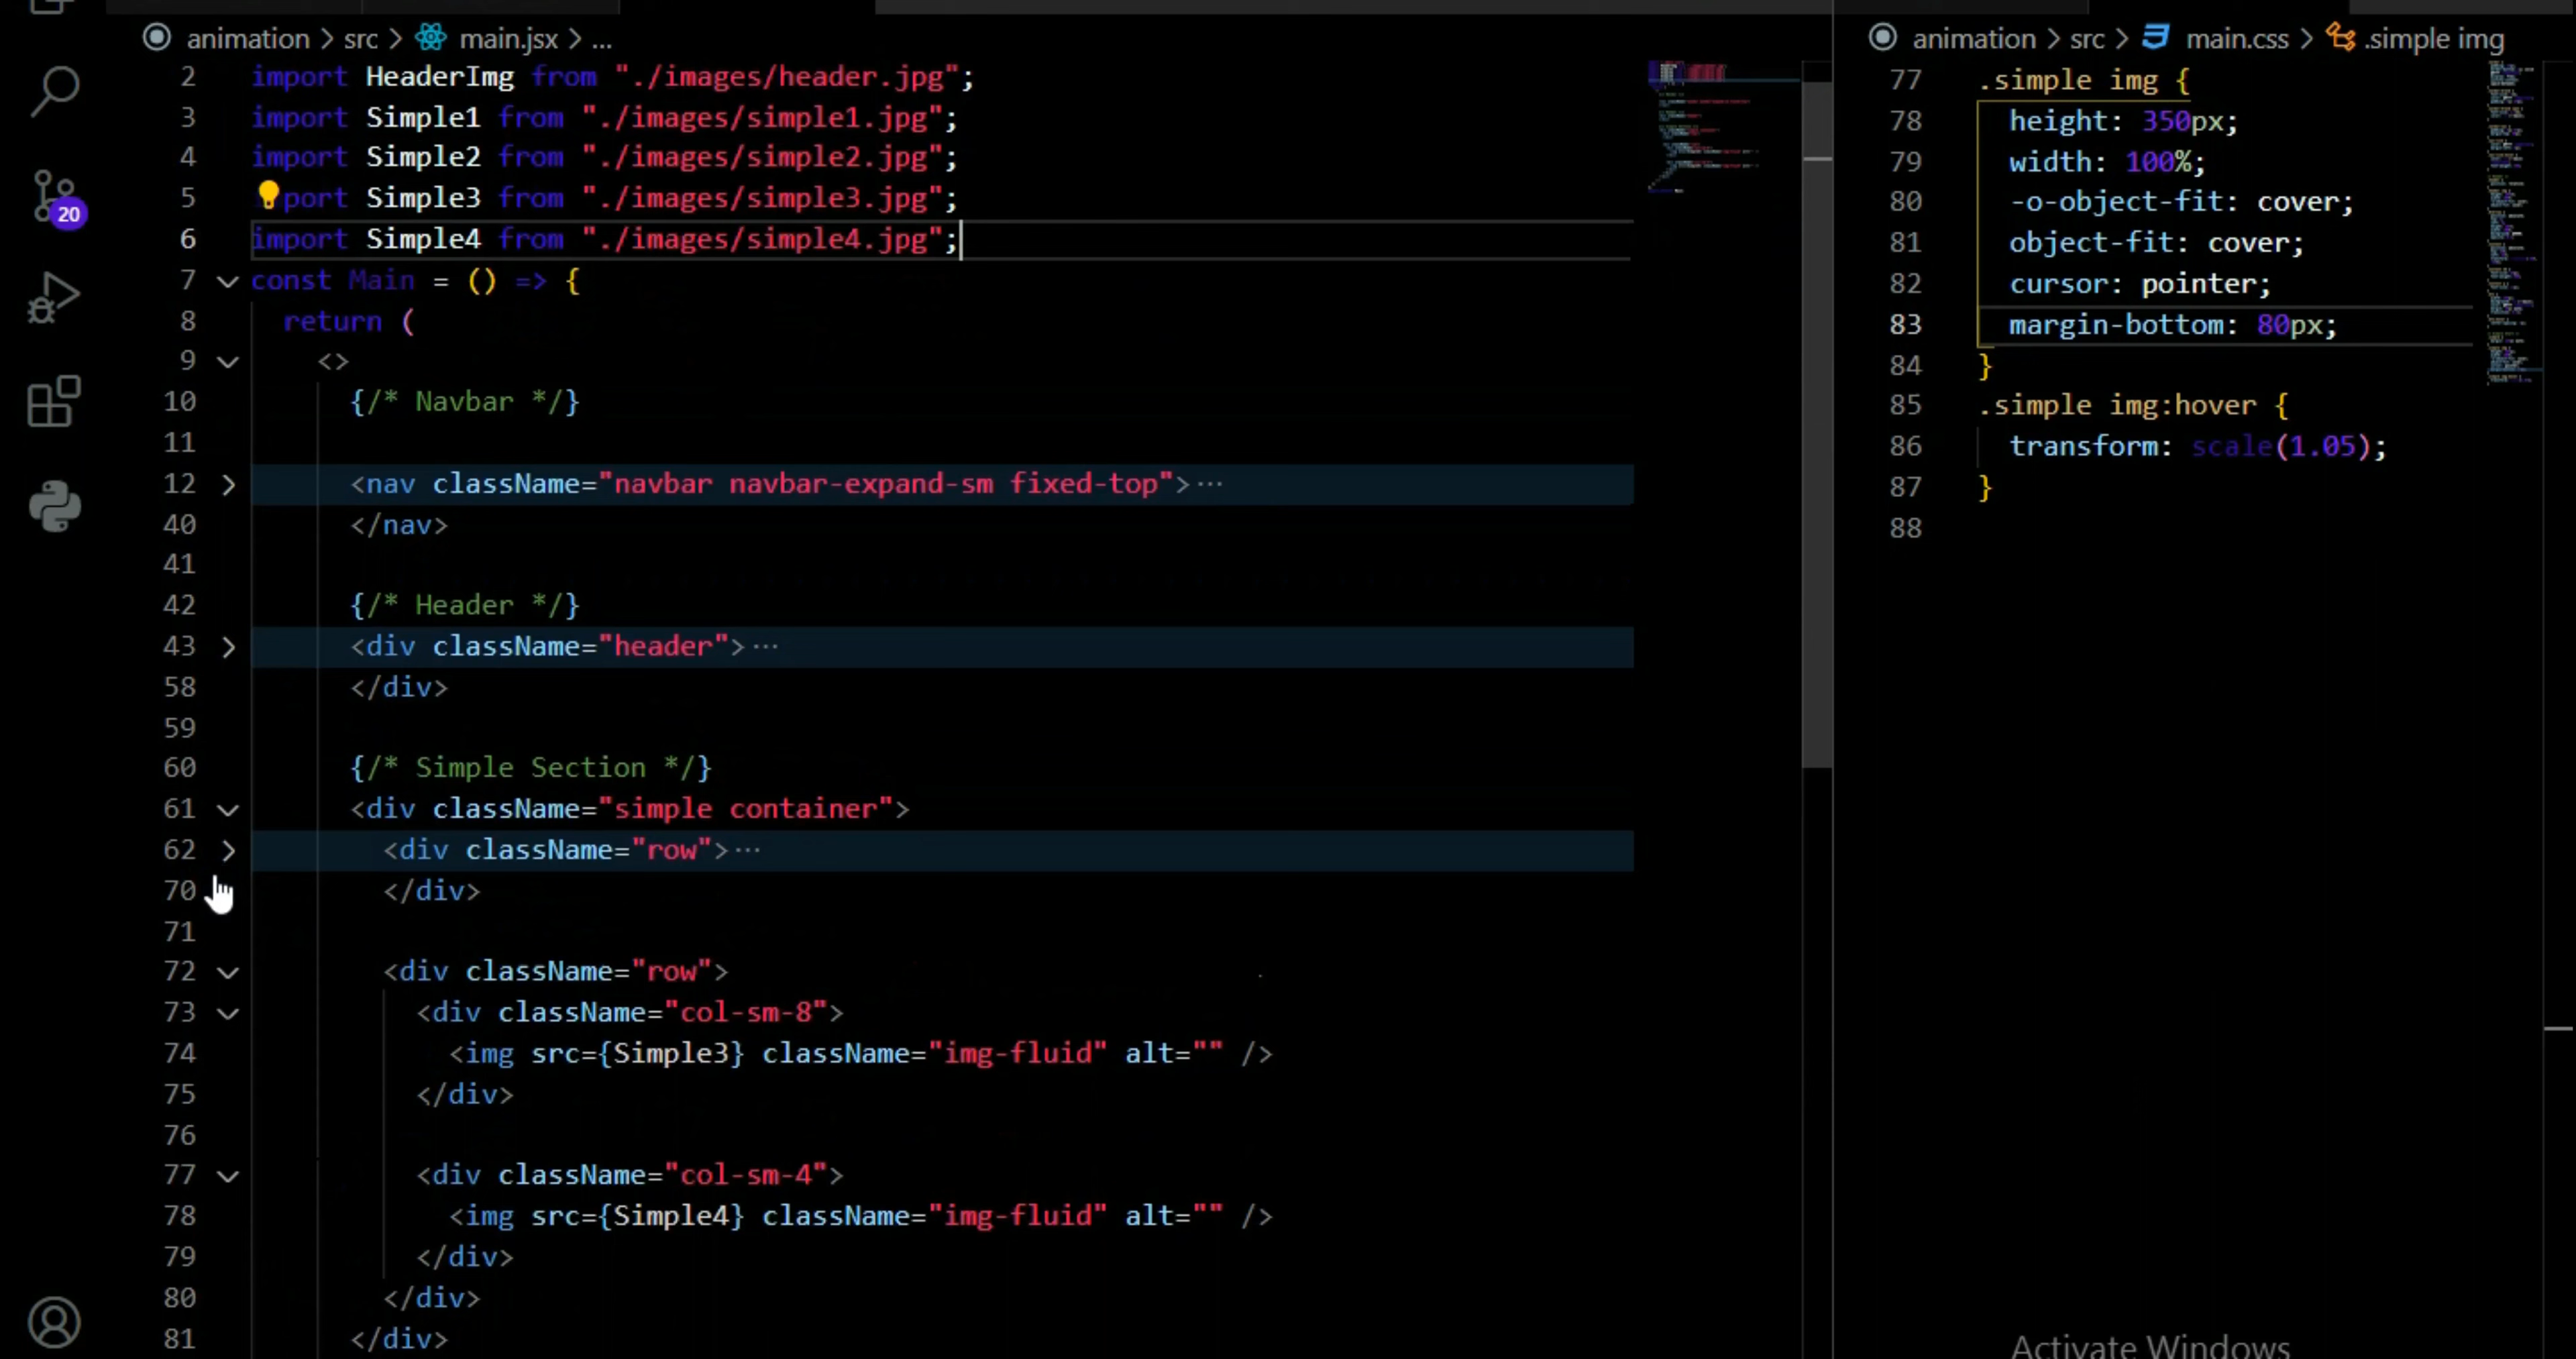 animation > src > main.jsx > ...
2 import HeaderImg from "./images/header.jpg";
3 import Simple1 from "./images/simple1.jpg";
4 import Simple2 from "./images/simple2.jpg";
5 port Simple3 from "./images/simple3.jpg";
6 import Simple4 from "./images/simple4.jpg";
7 const Main = () => {
8 return (
9 <>
10 {/* Navbar */}
11
12 <nav className="navbar navbar-expand-sm fixed-top">···
40 </nav>
41
42 {/* Header */}
43 <div className="header">···
58 </div>
59
60 {/* Simple Section */}
61 <div className="simple container">
62 <div className="row">···
70 </div>
71
72 <div className="row">
73 <div className="col-sm-8">
74 <img src={Simple3} className="img-fluid" alt="" />
75 </div>
76
77 <div className="col-sm-4">
78 <img src={Simple4} className="img-fluid" alt="" />
79 </div>
80 </div>
81 </div>
20
animation > src > main.css > .simple img
77 .simple img {
78 height: 350px;
79 width: 100%;
80 -o-object-fit: cover;
81 object-fit: cover;
82 cursor: pointer;
83 margin-bottom: 80px;
84 }
85 .simple img:hover {
86 transform: scale(1.05);
87 }
88
Activate Windows